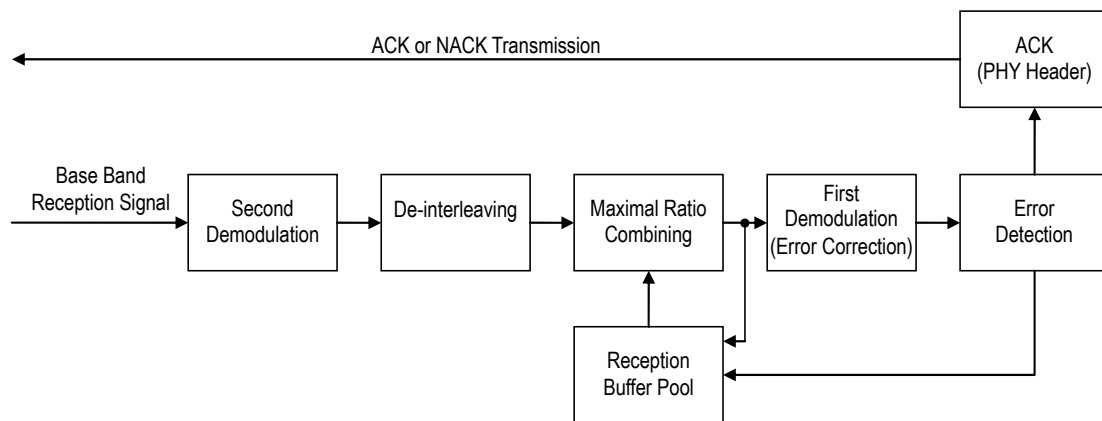 ACK or NACK Transmission
ACK
(PHY Header)
Base Band
Reception Signal
Second
Demodulation
De-interleaving
Maximal Ratio
Combining
First
Demodulation
(Error Correction)
Error
Detection
Reception
Buffer Pool